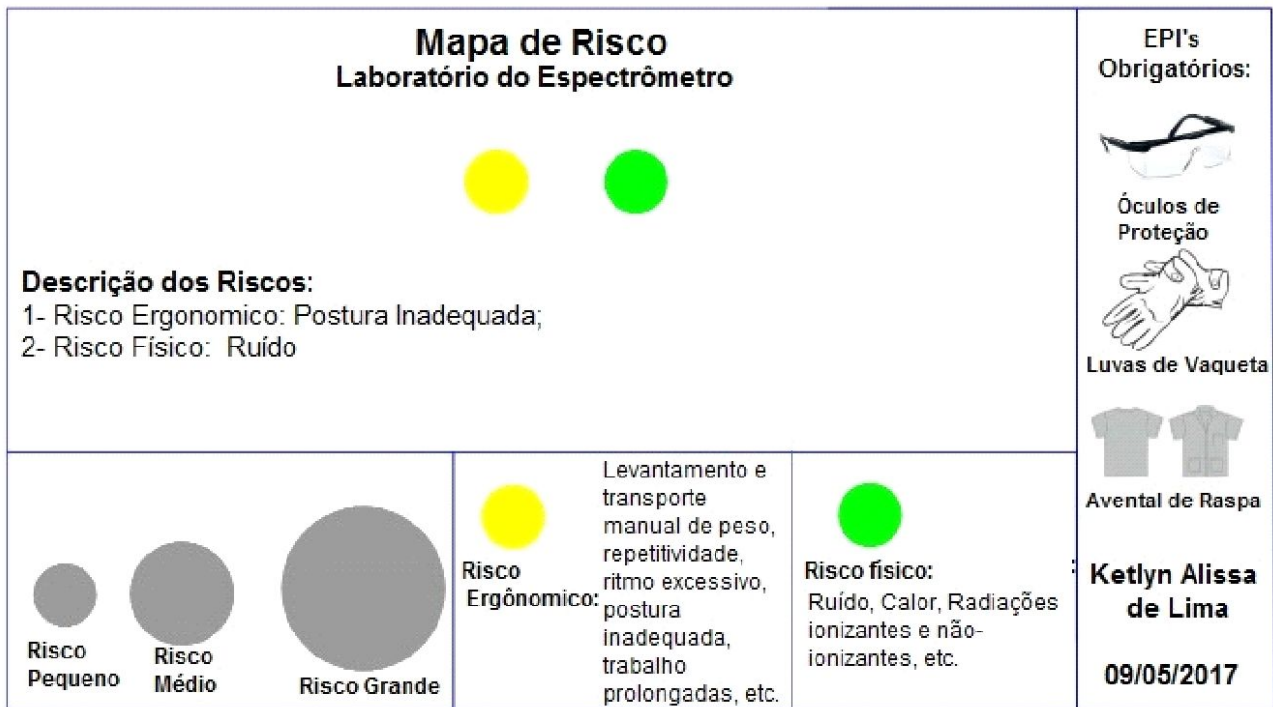 Mapa de Risco
Laboratório do Espectrômetro
Descrição dos Riscos:
1- Risco Ergonomico: Postura Inadequada;
2- Risco Físico: Ruído
Risco
Pequeno
Risco
Médio
Risco Grande
Risco
Ergônomico:
Levantamento e
transporte
manual de peso,
repetitividade,
ritmo excessivo,
postura
inadequada,
trabalho
prolongadas, etc.
Risco físico:
Ruído, Calor, Radiações
ionizantes e não-
ionizantes, etc.
:
EPI's
Obrigatórios:
Óculos de
Proteção
Luvas de Vaqueta
Avental de Raspa
Ketlyn Alissa
de Lima
09/05/2017